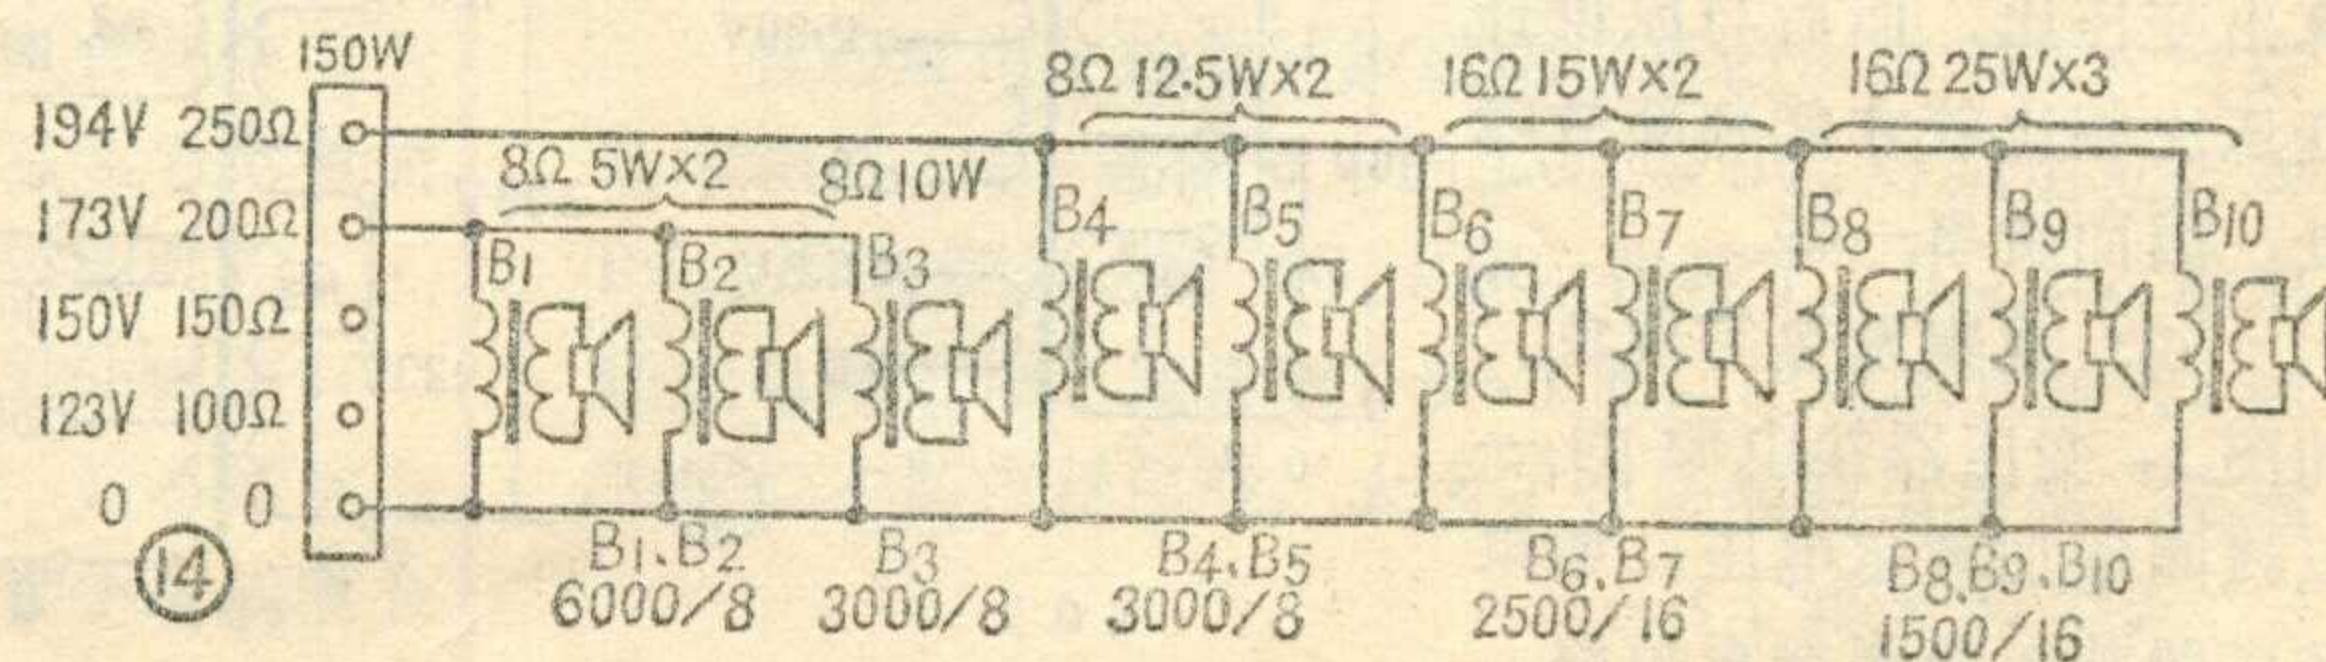 150W
194V 250Ω
173V 200Ω
150V 150Ω
123V 100Ω
0 0
14
8Ω 5W×2
8Ω 10W
8Ω 12.5W×2
16Ω 15W×2
16Ω 25W×3
B1
B2
B3
B4
B5
B6
B7
B8
B9
B10
B1.B2
6000/8
B3
3000/8
B4.B5
3000/8
B6.B7
2500/16
B8.B9.B10
1500/16